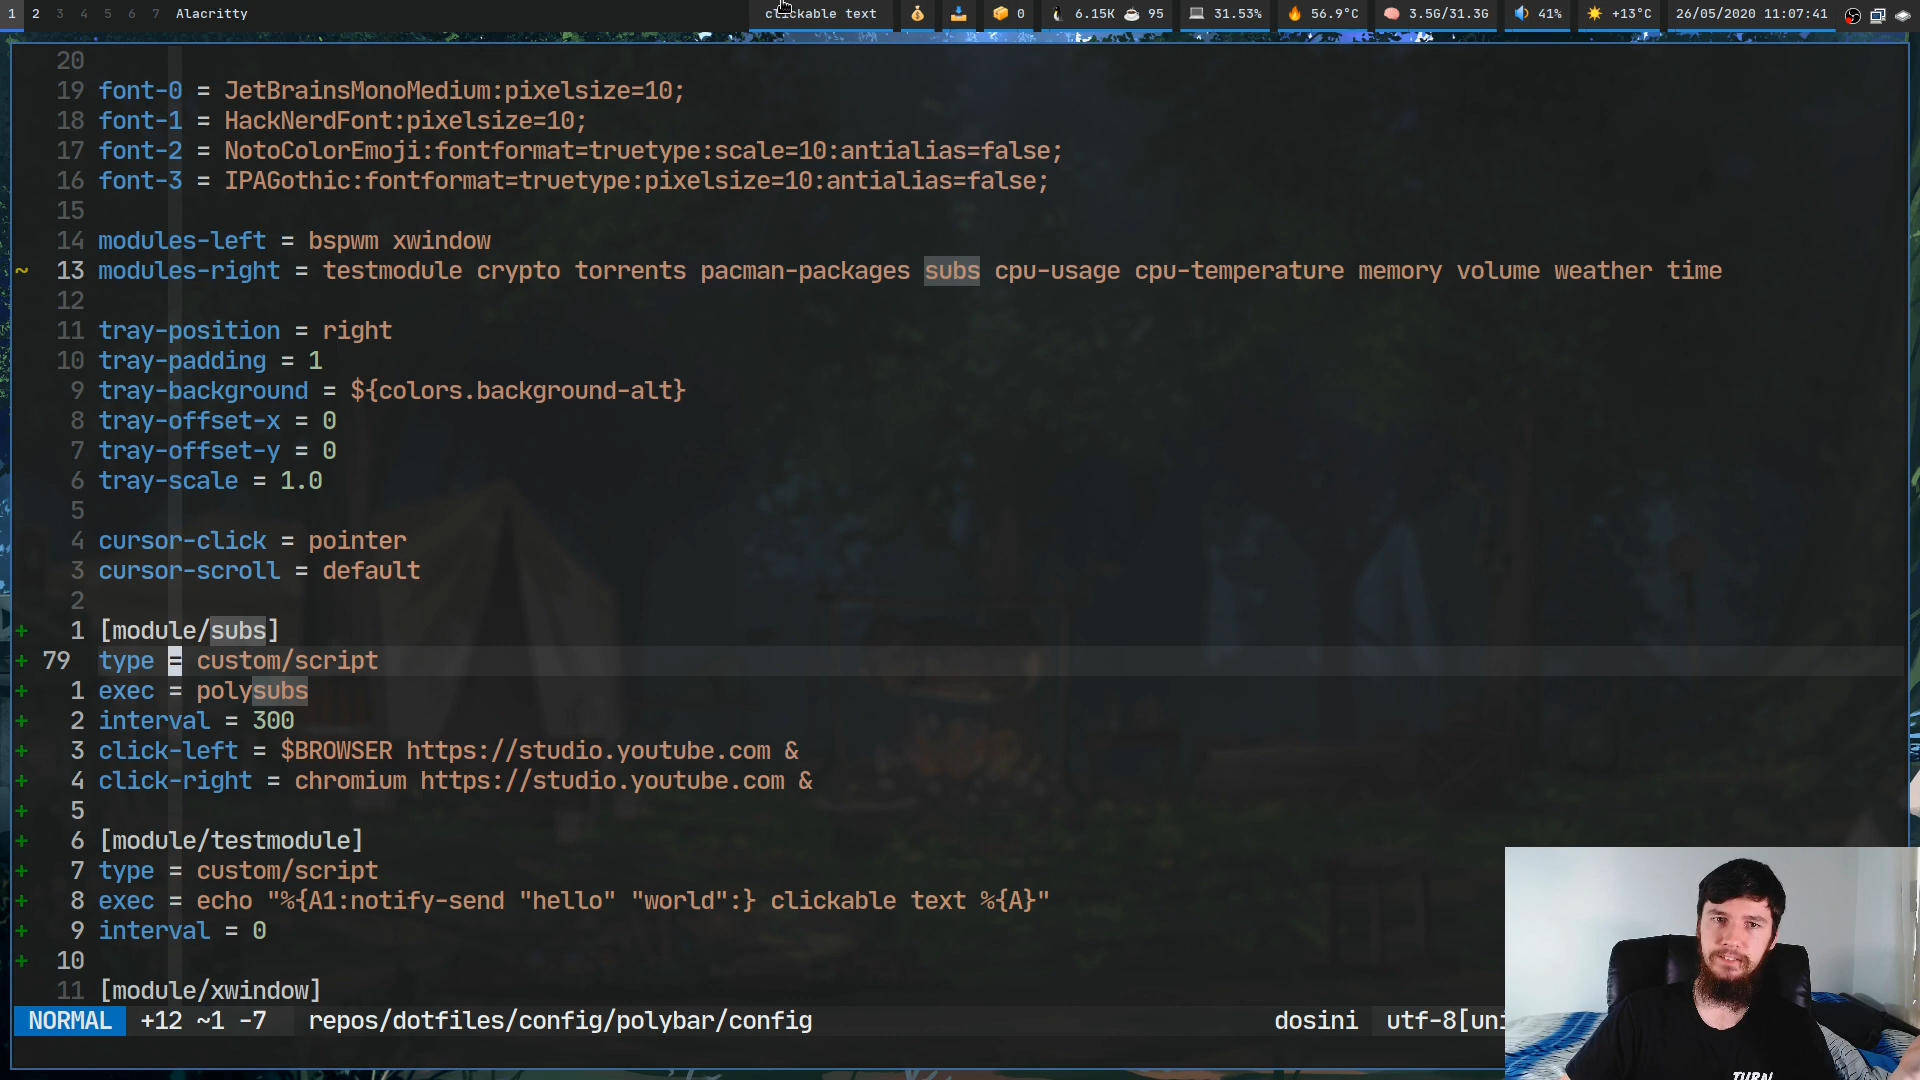 1 2 3 4 5 6 7 Alacritty clickable text 0 6.15K 95 31.53% 56.9°C 3.5G/31.3G 41% +13°C 26/05/2020 11:07:41
20
19 font-0 = JetBrainsMonoMedium:pixelsize=10;
18 font-1 = HackNerdFont:pixelsize=10;
17 font-2 = NotoColorEmoji:fontformat=truetype:scale=10:antialias=false;
16 font-3 = IPAGothic:fontformat=truetype:pixelsize=10:antialias=false;
15
14 modules-left = bspwm xwindow
~ 13 modules-right = testmodule crypto torrents pacman-packages subs cpu-usage cpu-temperature memory volume weather time
12
11 tray-position = right
10 tray-padding = 1
9 tray-background = ${colors.background-alt}
8 tray-offset-x = 0
7 tray-offset-y = 0
6 tray-scale = 1.0
5
4 cursor-click = pointer
3 cursor-scroll = default
2
+ 1 [module/subs]
+ 79 type = custom/script
+ 1 exec = polysubs
+ 2 interval = 300
+ 3 click-left = $BROWSER https://studio.youtube.com &
+ 4 click-right = chromium https://studio.youtube.com &
+ 5
+ 6 [module/testmodule]
+ 7 type = custom/script
+ 8 exec = echo "%{A1:notify-send "hello" "world":} clickable text %{A}"
+ 9 interval = 0
+ 10
11 [module/xwindow]
NORMAL +12 ~1 -7 repos/dotfiles/config/polybar/config dosini utf-8[uni
TURN